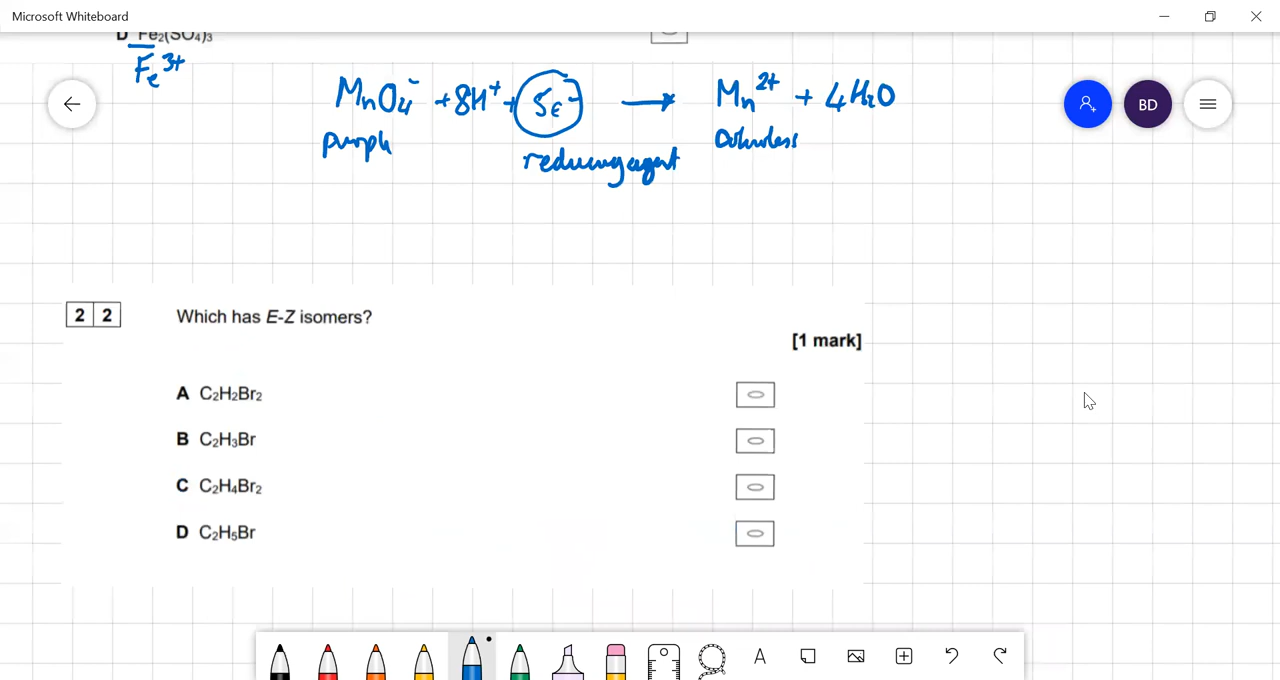 Microsoft Whiteboard
D Fe₂(SO₄)₃
Fe³⁺
MnO₄⁻ + 8H⁺ + 5e⁻ → Mn²⁺ + 4H₂O
purple
colourless
reducing agent
BD
2 2 Which has E-Z isomers?
[1 mark]
A C₂H₂Br₂
B C₂H₃Br
C C₂H₄Br₂
D C₂H₅Br
A